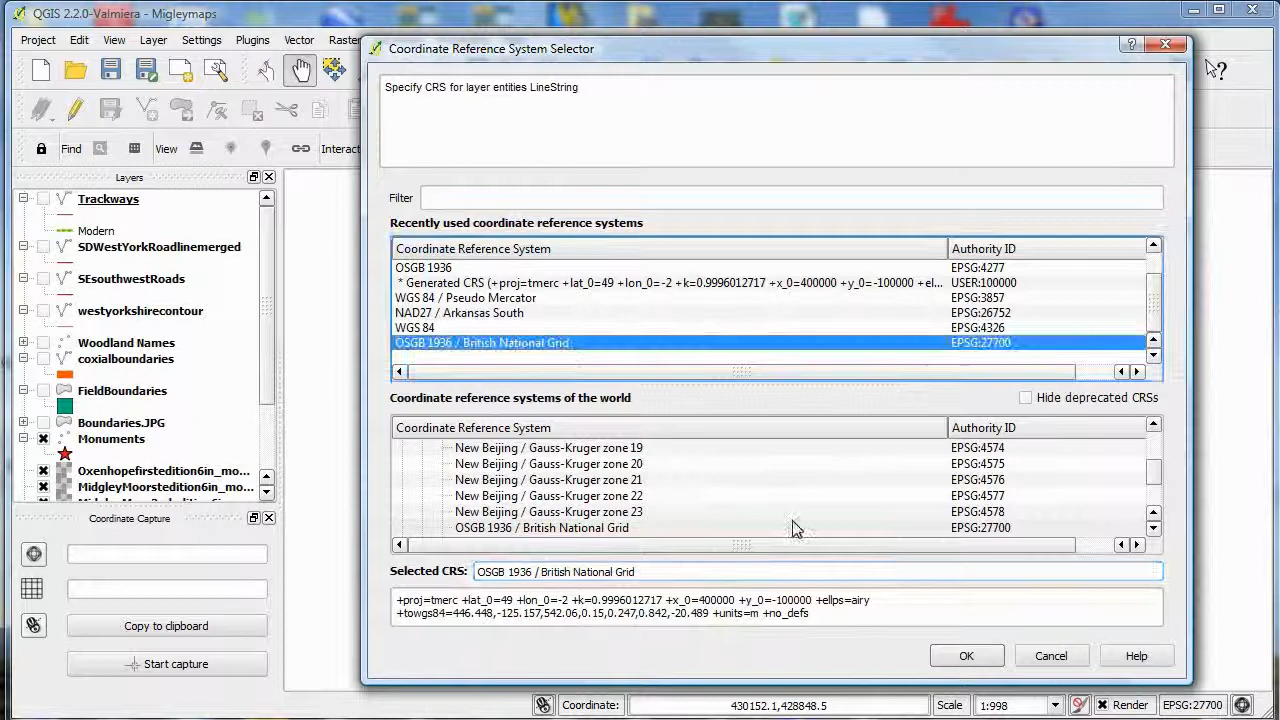 QGIS 2.2.0-Valmiera - Migleymaps
Project Edit View Layer Settings Plugins Vector Raster
Coordinate Reference System Selector
Specify CRS for layer entities LineString
Find View Interact
Filter
Layers
Trackways
Modern
SDWestYorkRoadlinemerged
SEsouthwestRoads
westyorkshirecontour
Woodland Names
coxialboundaries
FieldBoundaries
Boundaries.JPG
Monuments
Oxenhopefirstedition6in_mo...
MidgleyMoorstedition6in_mo...
Recently used coordinate reference systems
Coordinate Reference System Authority ID
OSGB 1936 EPSG:4277
* Generated CRS (+proj=tmerc +lat_0=49 +lon_0=-2 +k=0.9996012717 +x_0=400000 +y_0=-100000 +el... USER:100000
WGS 84 / Pseudo Mercator EPSG:3857
NAD27 / Arkansas South EPSG:26752
WGS 84 EPSG:4326
OSGB 1936 / British National Grid EPSG:27700
Coordinate reference systems of the world Hide deprecated CRSs
Coordinate Reference System Authority ID
New Beijing / Gauss-Kruger zone 19 EPSG:4574
New Beijing / Gauss-Kruger zone 20 EPSG:4575
New Beijing / Gauss-Kruger zone 21 EPSG:4576
New Beijing / Gauss-Kruger zone 22 EPSG:4577
New Beijing / Gauss-Kruger zone 23 EPSG:4578
OSGB 1936 / British National Grid EPSG:27700
Selected CRS: OSGB 1936 / British National Grid
+proj=tmerc +lat_0=49 +lon_0=-2 +k=0.9996012717 +x_0=400000 +y_0=-100000 +ellps=airy
+towgs84=446.448,-125.157,542.06,0.15,0.247,0.842,-20.489 +units=m +no_defs
OK Cancel Help
Coordinate Capture
Copy to clipboard
Start capture
Coordinate: 430152.1,428848.5 Scale 1:998 Render EPSG:27700